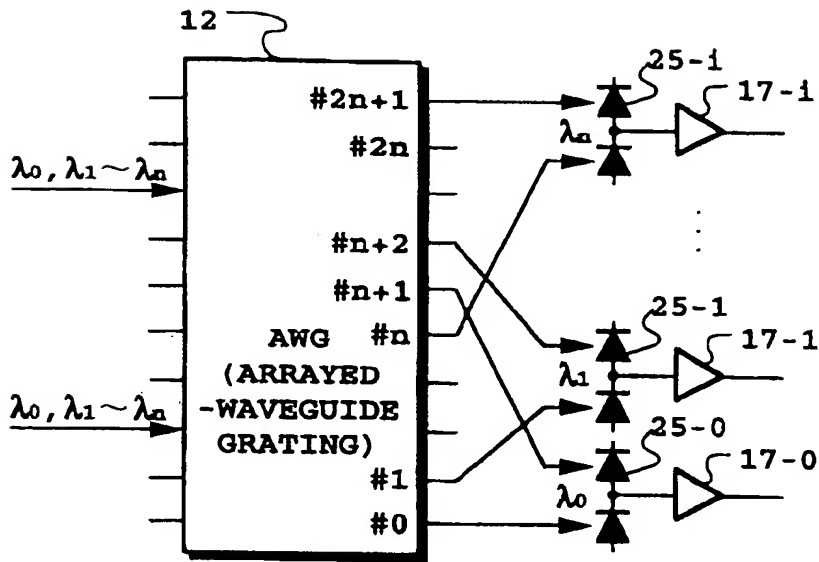 12
25-i
#2n+1
17-i
#2n
λn
λ0, λ1~λn
#n+2
#n+1
25-1
AWG #n
17-1
(ARRAYED
λ1
λ0, λ1~λn
-WAVEGUIDE
25-0
GRATING)
17-0
#1
λ0
#0